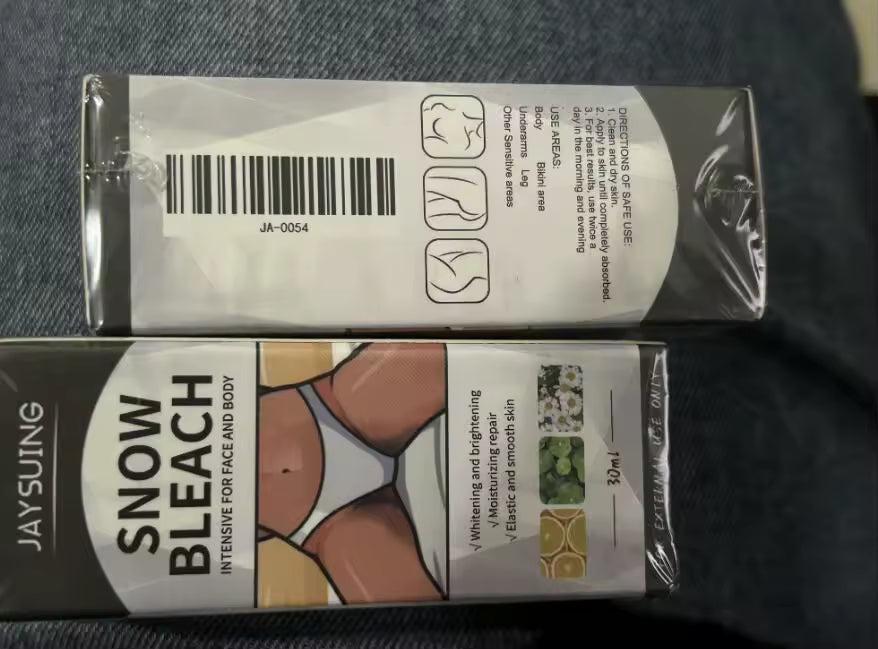 DIRECTIONS OF SAFE USE:
1. Clean and dry skin.
2. Apply to skin until completely absorbed.
3. For best results, use twice a
day in the morning and evening
USE AREAS:
Body Bikini area
Underarms Leg
Other Sensitive areas
JA-0054
JAYSUING
SNOW
BLEACH
INTENSIVE FOR FACE AND BODY
√ Whitening and brightening
√ Moisturizing repair
√ Elastic and smooth skin
30ml
EXTERNAL USE ONLY